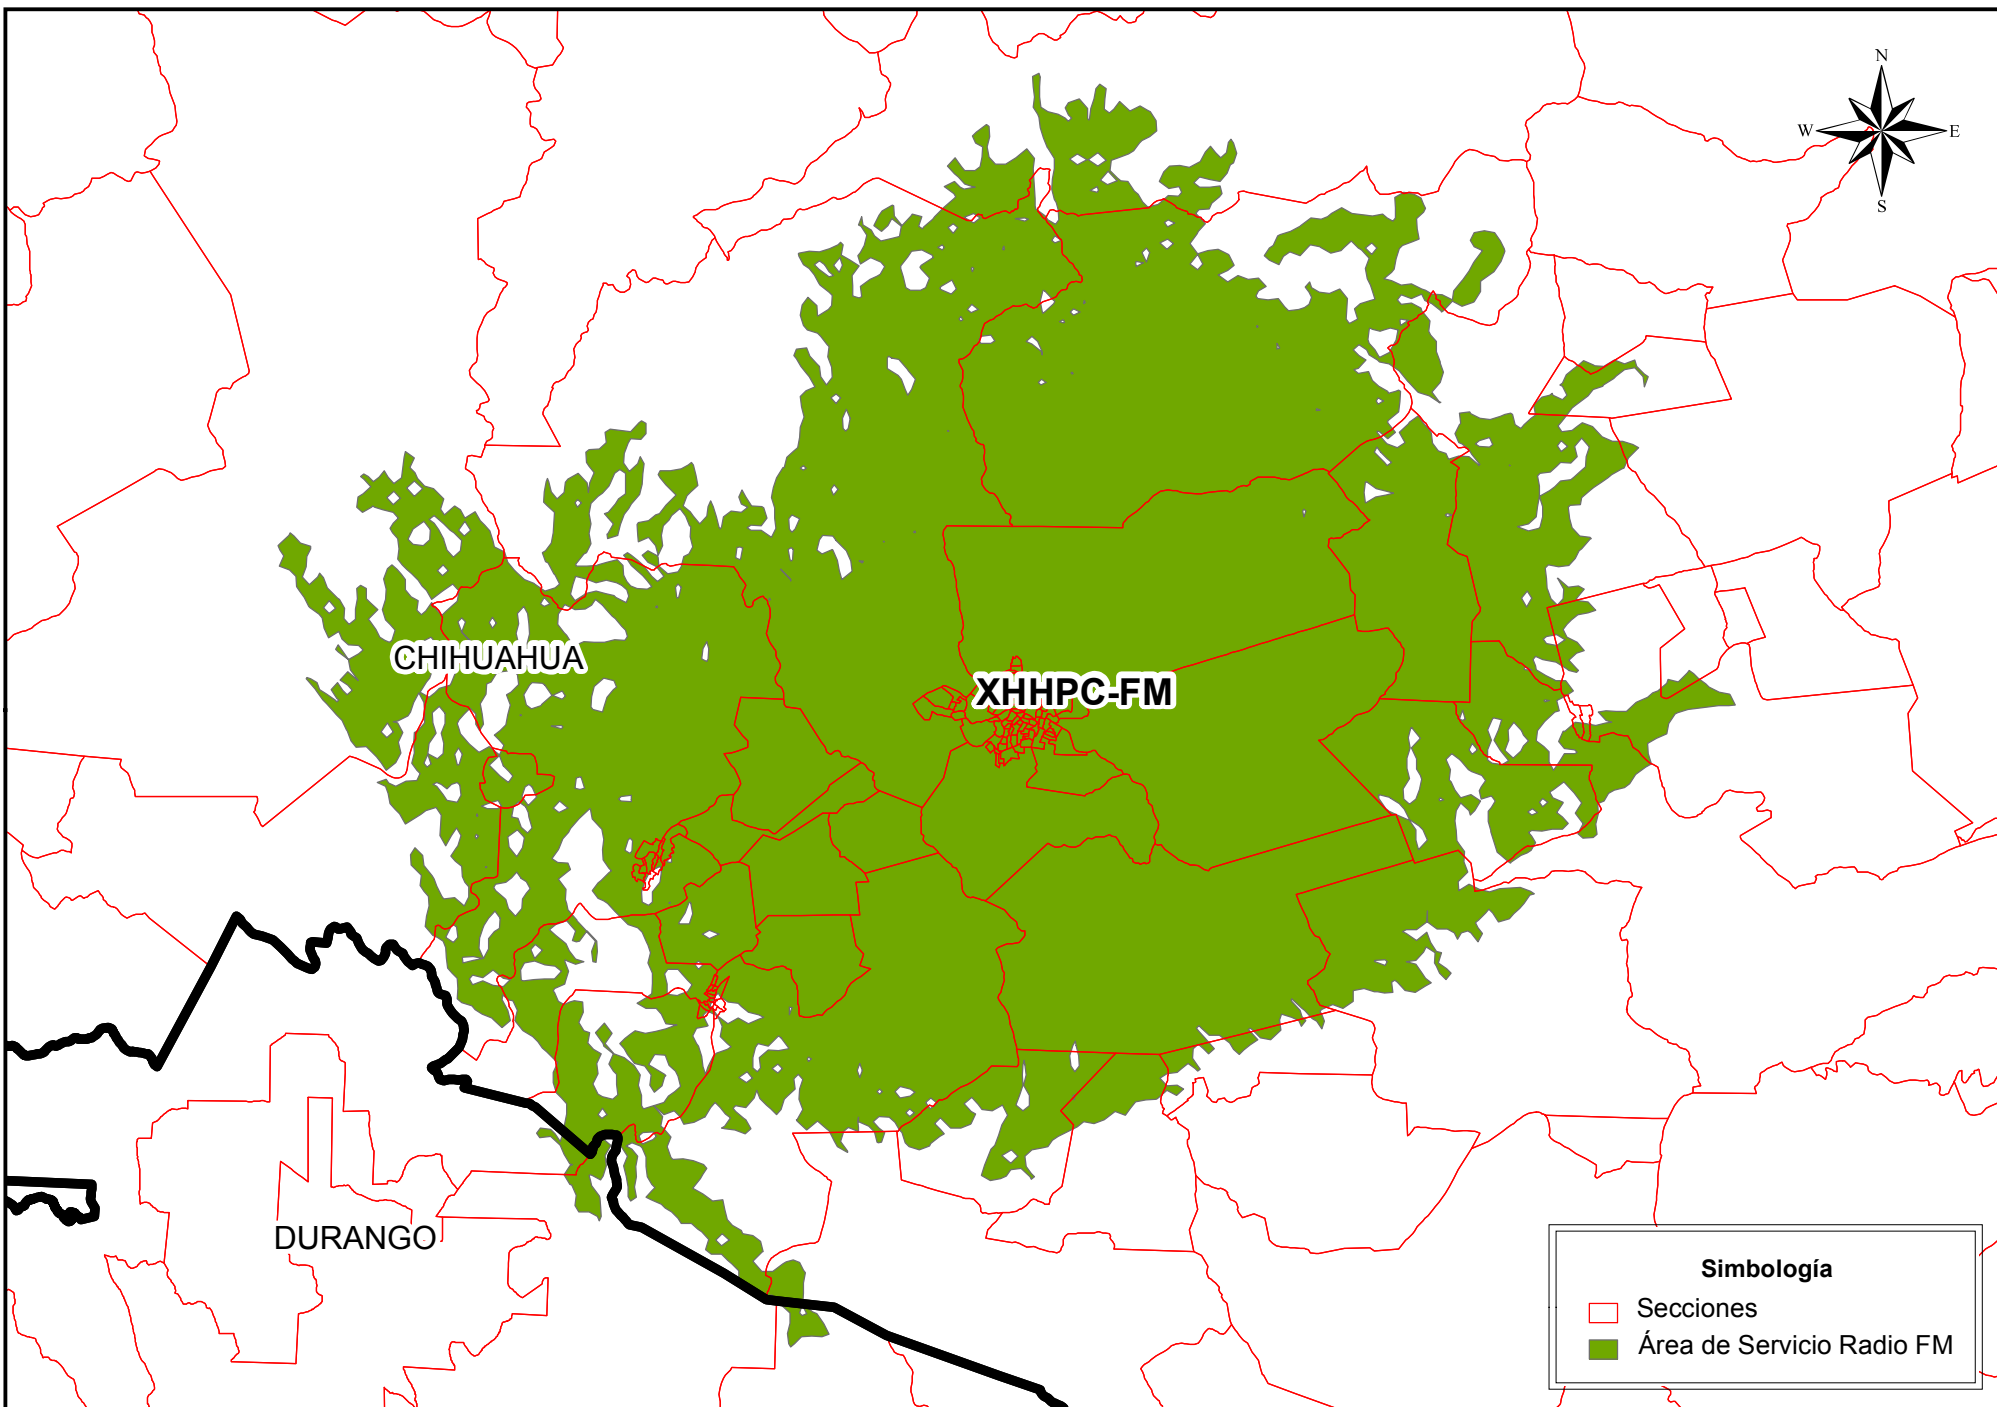 N
W E
S
CHIHUAHUA
XHHPC-FM
DURANGO
Simbología
Secciones
Área de Servicio Radio FM